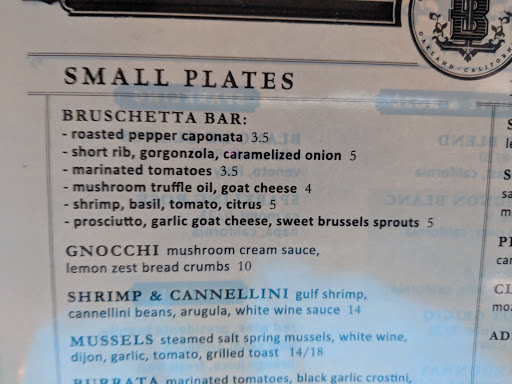 B
OAKLAND · CALIFORN
SMALL PLATES
BRUSCHETTA BAR:
- roasted pepper caponata 3.5
- short rib, gorgonzola, caramelized onion 5
- marinated tomatoes 3.5
- mushroom truffle oil, goat cheese 4
- shrimp, basil, tomato, citrus 5
- prosciutto, garlic goat cheese, sweet brussels sprouts 5
GNOCCHI mushroom cream sauce,
lemon zest bread crumbs 10
SHRIMP & CANNELLINI gulf shrimp,
cannellini beans, arugula, white wine sauce 14
MUSSELS steamed salt spring mussels, white wine,
dijon, garlic, tomato, grilled toast 14/18
BURRATA marinated tomatoes, black garlic crostini,